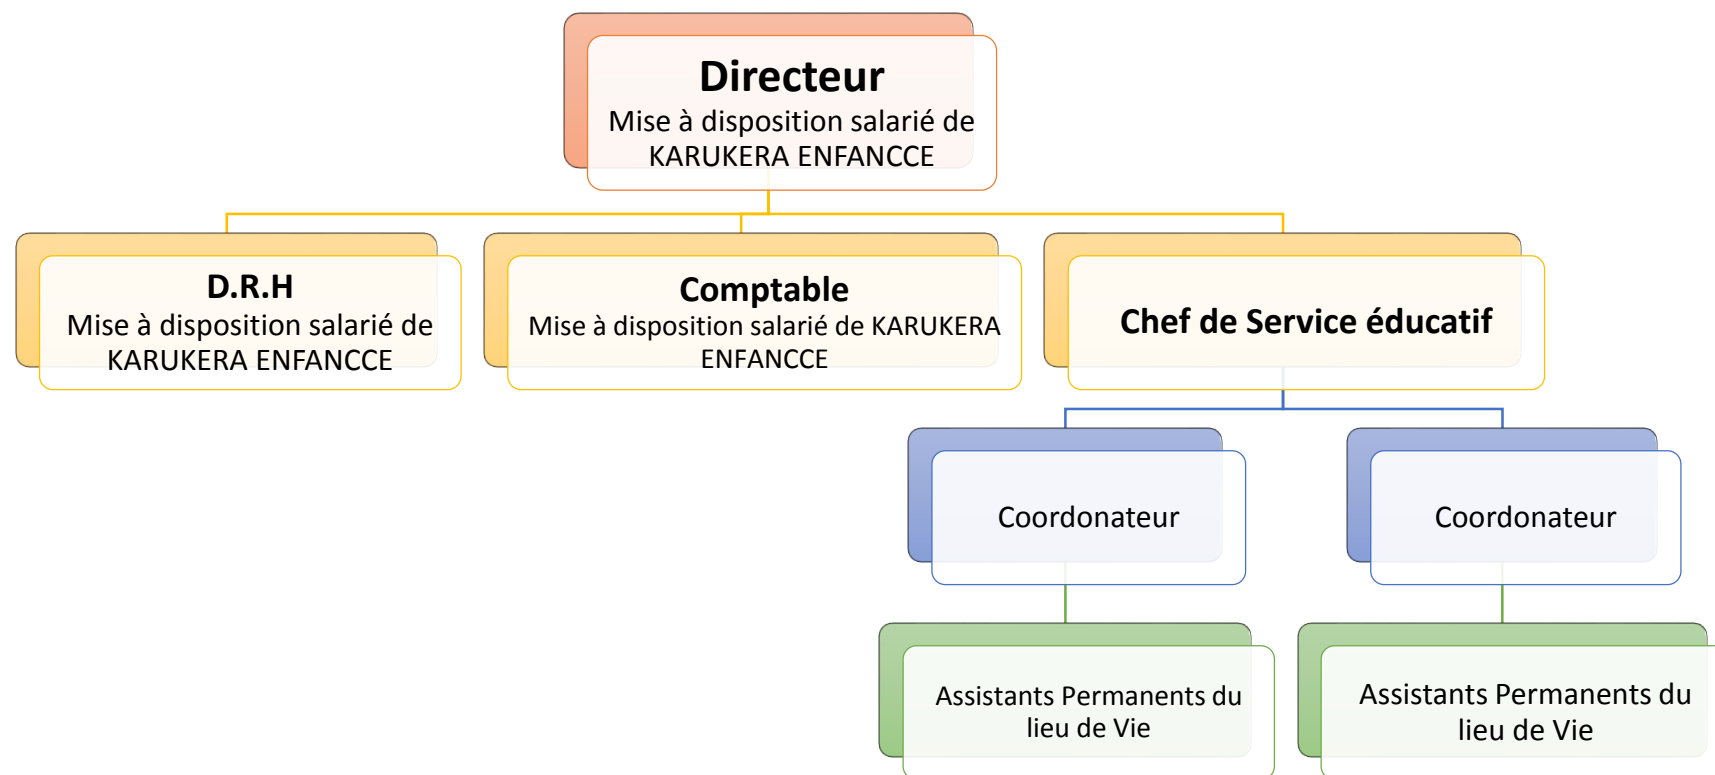 Directeur
Mise à disposition salarié de
KARUKERA ENFANCCE
D.R.H
Mise à disposition salarié de
KARUKERA ENFANCCE
Comptable
Mise à disposition salarié de KARUKERA
ENFANCCE
Chef de Service éducatif
Coordonateur
Coordonateur
Assistants Permanents du
lieu de Vie
Assistants Permanents du
lieu de Vie